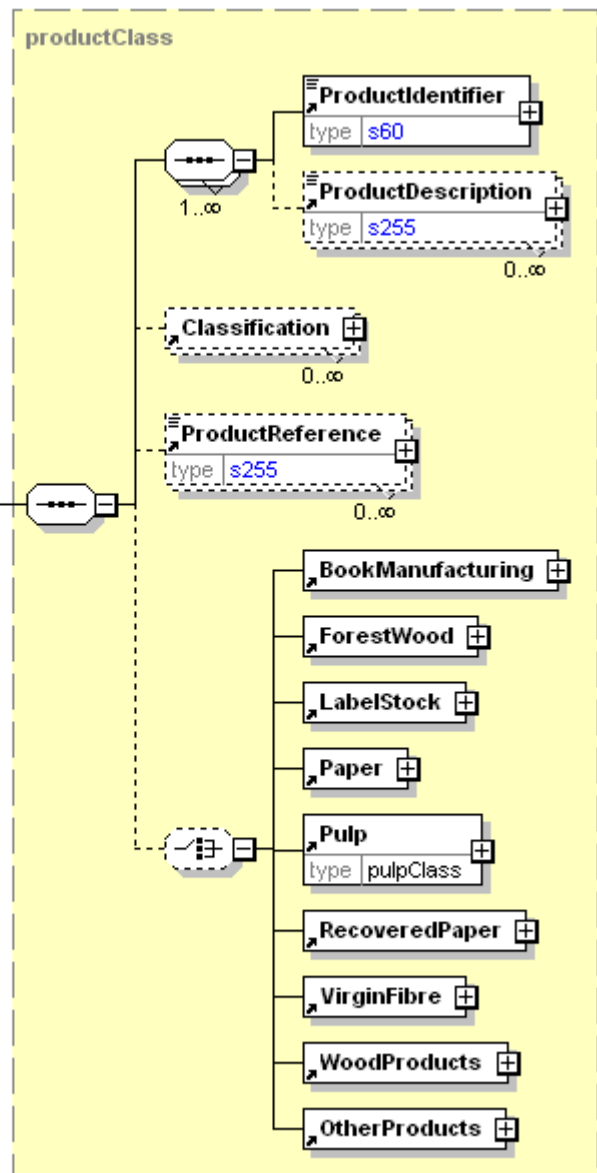 productClass
ProductIdentifier
type s60
1..∞
ProductDescription
type s255
0..∞
Classification
0..∞
ProductReference
type s255
0..∞
BookManufacturing
ForestWood
LabelStock
Paper
Pulp
type pulpClass
RecoveredPaper
VirginFibre
WoodProducts
OtherProducts